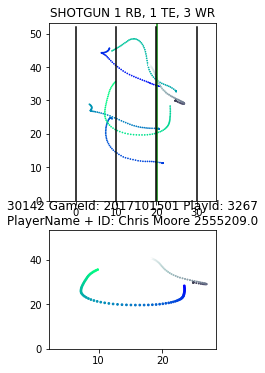 SHOTGUN 1 RB, 1 TE, 3 WR
50
40
30
20
10
0
0 10 20 30
30142 GameId: 2017101501 PlayId: 3267
PlayerName + ID: Chris Moore 2555209.0
40
20
0
10 20